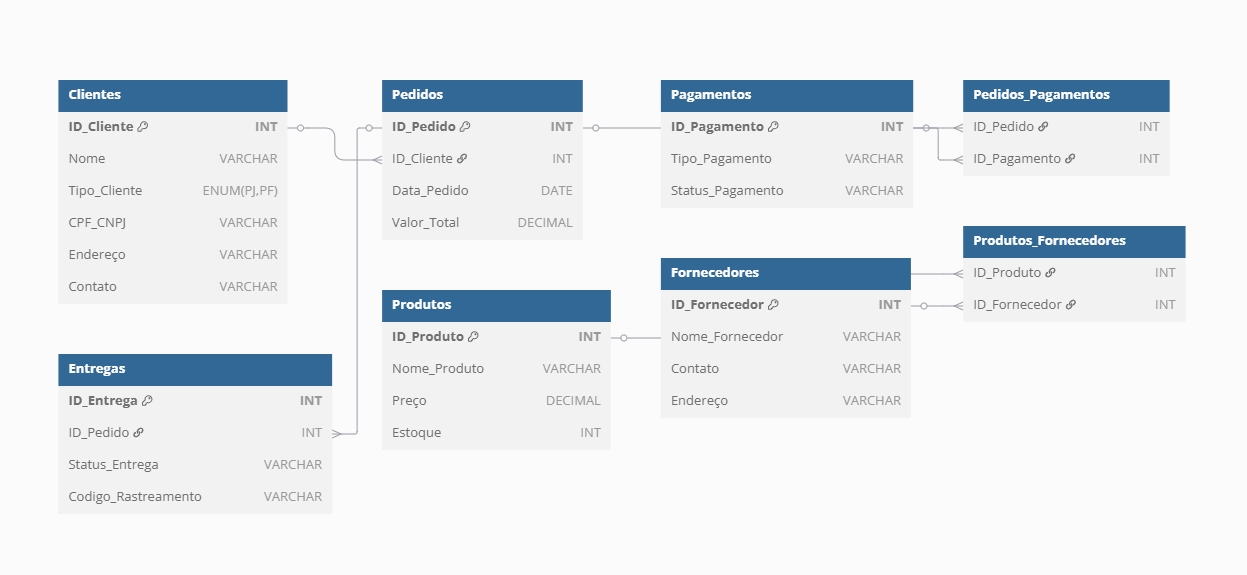 Clientes
ID_Cliente INT
Nome VARCHAR
Tipo_Cliente ENUM(PJ,PF)
CPF_CNPJ VARCHAR
Endereço VARCHAR
Contato VARCHAR
Pedidos
ID_Pedido INT
ID_Cliente INT
Data_Pedido DATE
Valor_Total DECIMAL
Pagamentos
ID_Pagamento INT
Tipo_Pagamento VARCHAR
Status_Pagamento VARCHAR
Pedidos_Pagamentos
ID_Pedido INT
ID_Pagamento INT
Produtos_Fornecedores
ID_Produto INT
ID_Fornecedor INT
Fornecedores
ID_Fornecedor INT
Nome_Fornecedor VARCHAR
Contato VARCHAR
Endereço VARCHAR
Produtos
ID_Produto INT
Nome_Produto VARCHAR
Preço DECIMAL
Estoque INT
Entregas
ID_Entrega INT
ID_Pedido INT
Status_Entrega VARCHAR
Codigo_Rastreamento VARCHAR